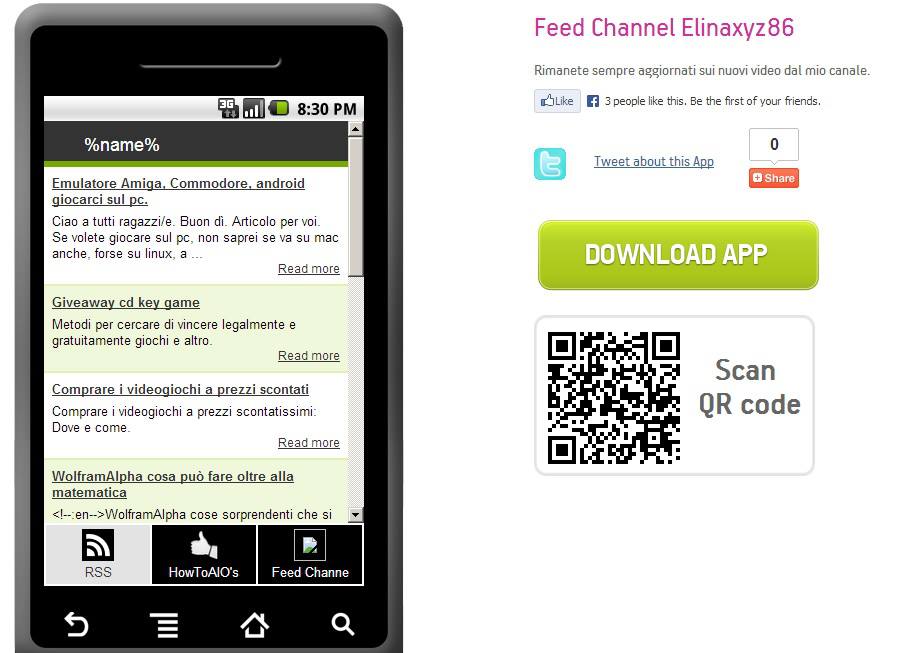 3G 8:30 PM
%name%
Emulatore Amiga, Commodore, android
giocarci sul pc.
Ciao a tutti ragazzi/e. Buon dì. Articolo per voi.
Se volete giocare sul pc, non saprei se va su mac
anche, forse su linux, a ...
Read more
Giveaway cd key game
Metodi per cercare di vincere legalmente e
gratuitamente giochi e altro.
Read more
Comprare i videogiochi a prezzi scontati
Comprare i videogiochi a prezzi scontatissimi:
Dove e come.
Read more
WolframAlpha cosa può fare oltre alla
matematica
<!--:en-->WolframAlpha cose sorprendenti che si
RSS
HowToAIO's
Feed Channe
Feed Channel Elinaxyz86
Rimanete sempre aggiornati sui nuovi video dal mio canale.
Like
3 people like this. Be the first of your friends.
Tweet about this App
0
Share
DOWNLOAD APP
Scan
QR code